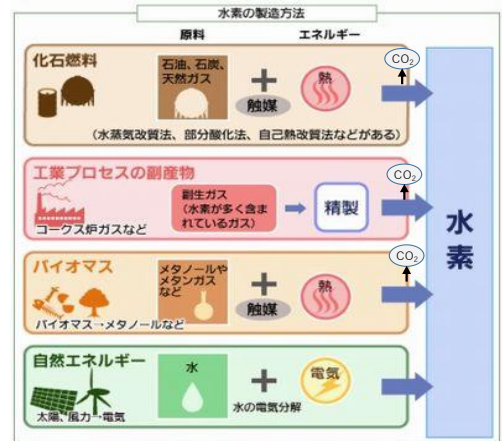 水素の製造方法
原料
エネルギー
化石燃料
石油、石炭、
天然ガス
+
触媒
熱
CO₂
(水蒸気改質法、部分酸化法、自己熱改質法などがある)
工業プロセスの副産物
コークス炉ガスなど
副生ガス
(水素が多く含ま
れているガス)
精製
CO₂
バイオマス
バイオマス→メタノールなど
メタノールや
メタンガス
など
+
触媒
熱
CO₂
自然エネルギー
太陽、風力→電気
水
+
水の電気分解
電気
水素